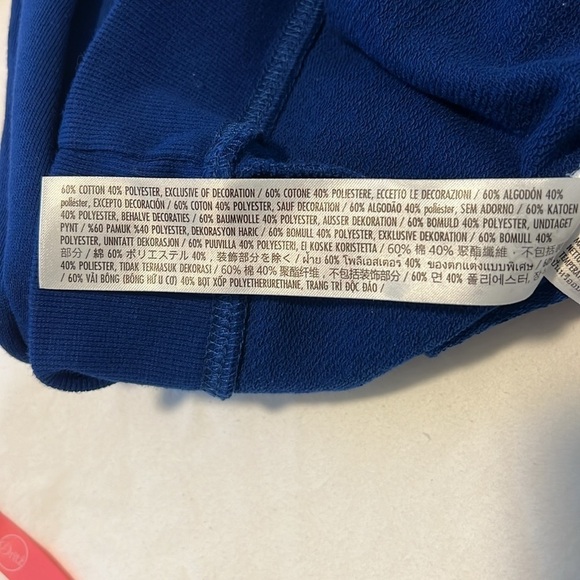 60% COTTON 40% POLYESTER, EXCLUSIVE OF DECORATION / 60% COTONE 40% POLIESTERE, ECCETTO LE DECORAZIONI / 60% ALGODÓN 40%
poliéster, EXCEPTO DECORACIÓN / 60% COTON 40% POLYESTER, SAUF DECORATION / 60% ALGODÃO 40% poliéster, SEM ADORNO / 60% KATOEN
40% POLYESTER, BEHALVE DECORATIES / 60% BAUMWOLLE 40% POLYESTER, AUSSER DEKORATION / 60% BOMULD 40% POLYESTER, UNDTAGET
PYNT / %60 PAMUK %40 POLYESTER, DEKORASYON HARIC / 60% BOMULL 40% POLYESTER, EXCLUSIVE DEKORATION / 60% BOMULL 40%
POLYESTER, UNNTATT DEKORASJON / 60% PUUVILLA 40% POLYESTERI, EI KOSKE KORISTETTA / 60% 棉 40% 聚酯纖維 - 不包括
部分 / 綿 60% ポリエステル 40% , 装飾部分を除く / ฝ้าย 60% โพลีเอสเตอร์ 40% ของตกแต่งแบบพิเศษ /
40% POLIESTER, TIDAK TERMASUK DEKORASI / 60% 棉 40% 聚酯纤维 , 不包括装饰部分 / 60% 면 40% 폴리에스터,
/ 60% VẢI BÔNG (BÔNG HỮU CƠ) 40% BỌT XỐP POLYETHERURETHANE, TRANG TRÍ ĐỘC ĐÁO /